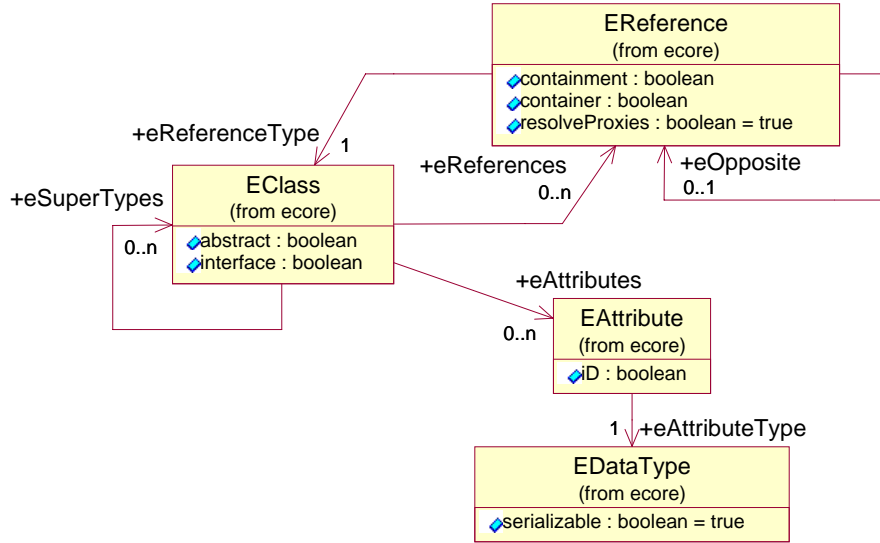 EReference
(from ecore)
containment : boolean
container : boolean
resolveProxies : boolean = true
+eReferenceType
1
+eReferences
0..n
+eOpposite
0..1
EClass
(from ecore)
abstract : boolean
interface : boolean
+eSuperTypes
0..n
+eAttributes
0..n
EAttribute
(from ecore)
iD : boolean
1
+eAttributeType
EDataType
(from ecore)
serializable : boolean = true